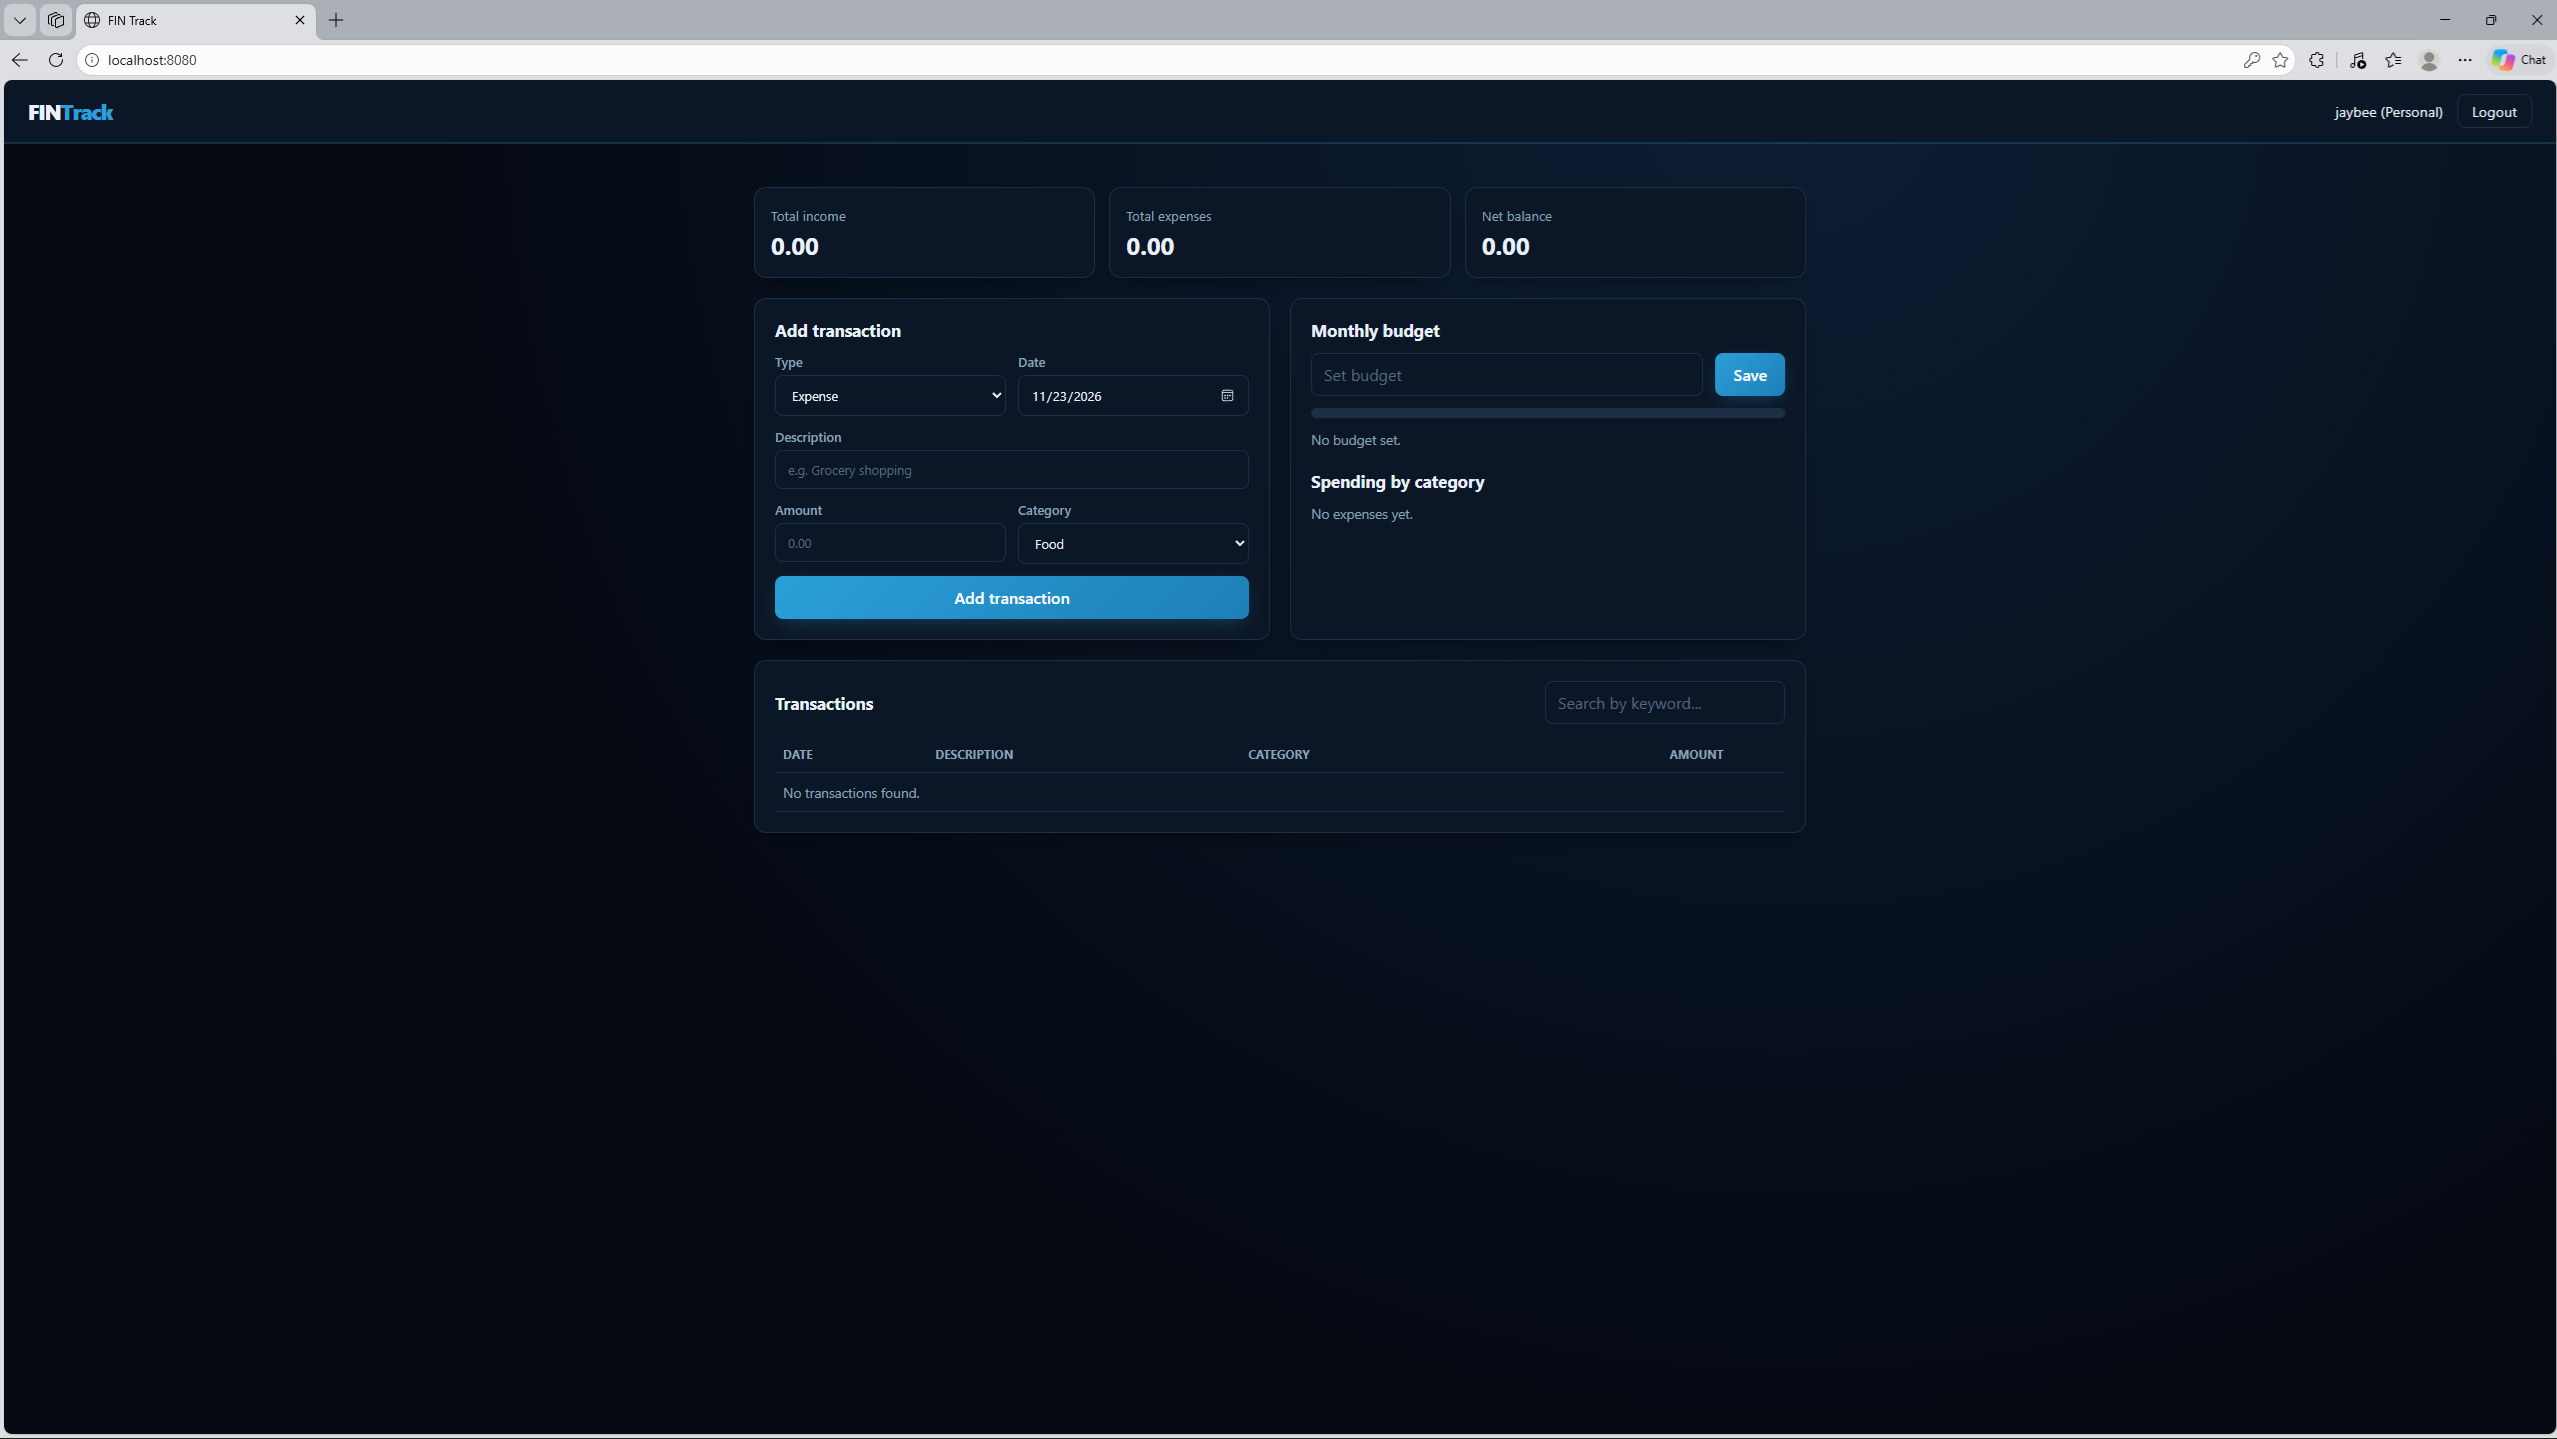 FIN Track
localhost:8080
Chat
FINTrack
jaybee (Personal)
Logout
Total income
0.00
Total expenses
0.00
Net balance
0.00
Add transaction
Type
Date
Expense
11/23/2026
Description
e.g. Grocery shopping
Amount
Category
0.00
Food
Add transaction
Monthly budget
Set budget
Save
No budget set.
Spending by category
No expenses yet.
Transactions
Search by keyword...
DATE DESCRIPTION CATEGORY AMOUNT
No transactions found.